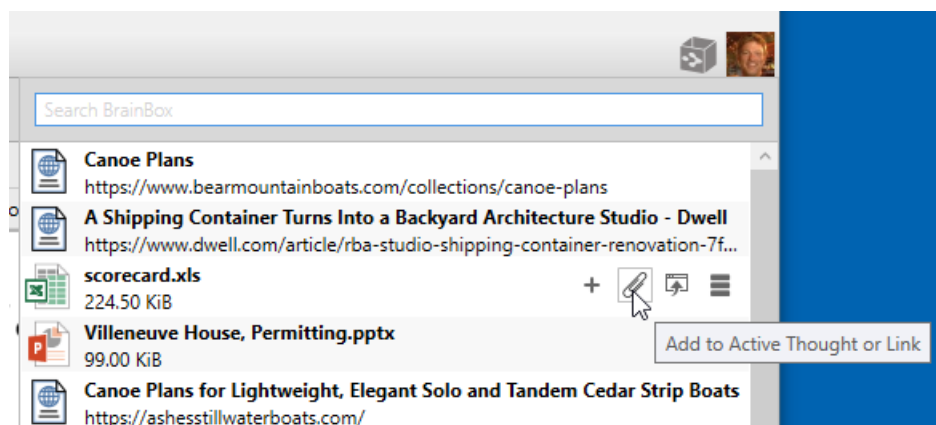 Search BrainBox
Canoe Plans
https://www.bearmountainboats.com/collections/canoe-plans
A Shipping Container Turns Into a Backyard Architecture Studio - Dwell
https://www.dwell.com/article/rba-studio-shipping-container-renovation-7f...
scorecard.xls
224.50 KiB
Villeneuve House, Permitting.pptx
99.00 KiB
Add to Active Thought or Link
Canoe Plans for Lightweight, Elegant Solo and Tandem Cedar Strip Boats
https://ashesstillwaterboats.com/